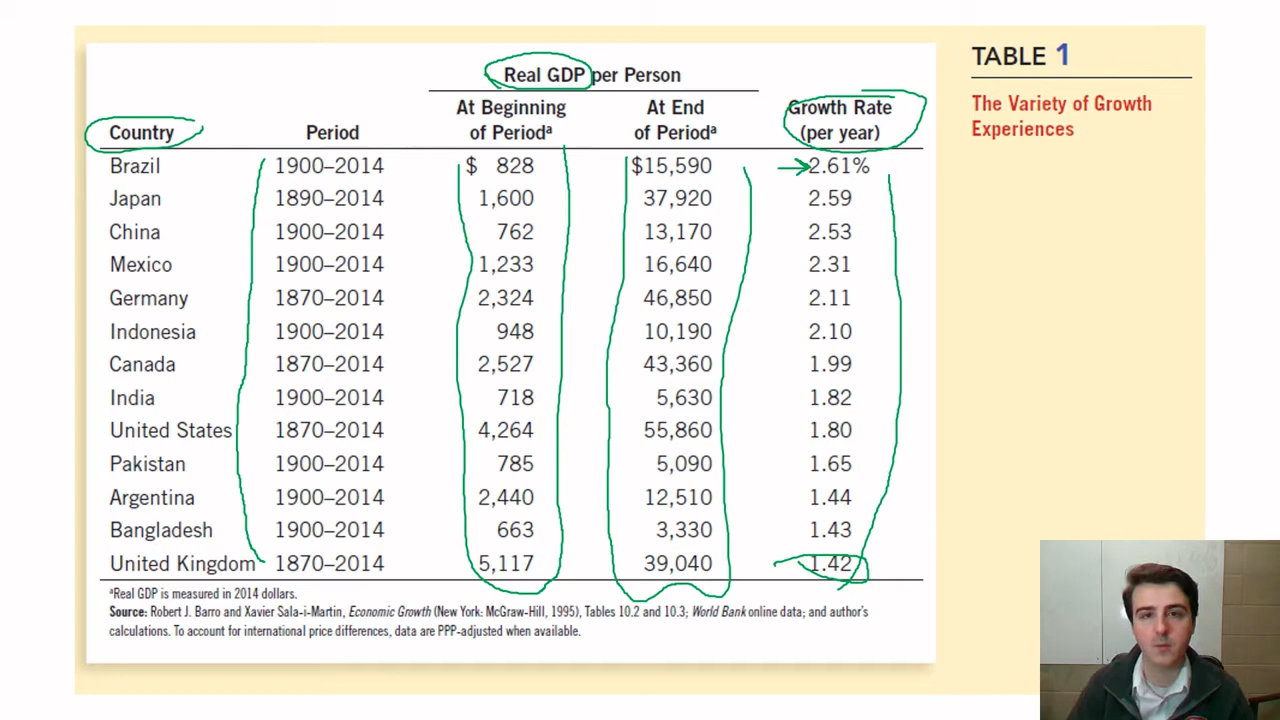 TABLE 1
The Variety of Growth
Experiences
Real GDP per Person
At Beginning At End Growth Rate
Country Period of Periodᵃ of Periodᵃ (per year)
Brazil 1900–2014 $ 828 $15,590 2.61%
Japan 1890–2014 1,600 37,920 2.59
China 1900–2014 762 13,170 2.53
Mexico 1900–2014 1,233 16,640 2.31
Germany 1870–2014 2,324 46,850 2.11
Indonesia 1900–2014 948 10,190 2.10
Canada 1870–2014 2,527 43,360 1.99
India 1900–2014 718 5,630 1.82
United States 1870–2014 4,264 55,860 1.80
Pakistan 1900–2014 785 5,090 1.65
Argentina 1900–2014 2,440 12,510 1.44
Bangladesh 1900–2014 663 3,330 1.43
United Kingdom 1870–2014 5,117 39,040 1.42
ᵃReal GDP is measured in 2014 dollars.
Source: Robert J. Barro and Xavier Sala-i-Martin, Economic Growth (New York: McGraw-Hill, 1995), Tables 10.2 and 10.3; World Bank online data; and author's
calculations. To account for international price differences, data are PPP-adjusted when available.